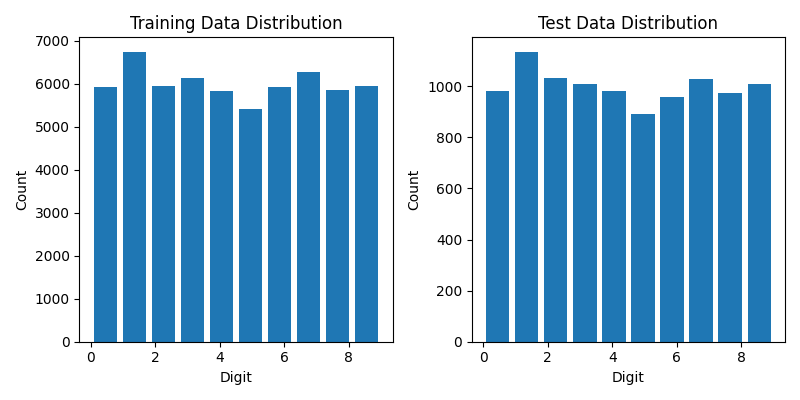 Training Data Distribution
7000
6000
5000
4000
3000
2000
1000
0
Count
0 2 4 6 8
Digit
Test Data Distribution
1000
800
600
400
200
0
Count
0 2 4 6 8
Digit